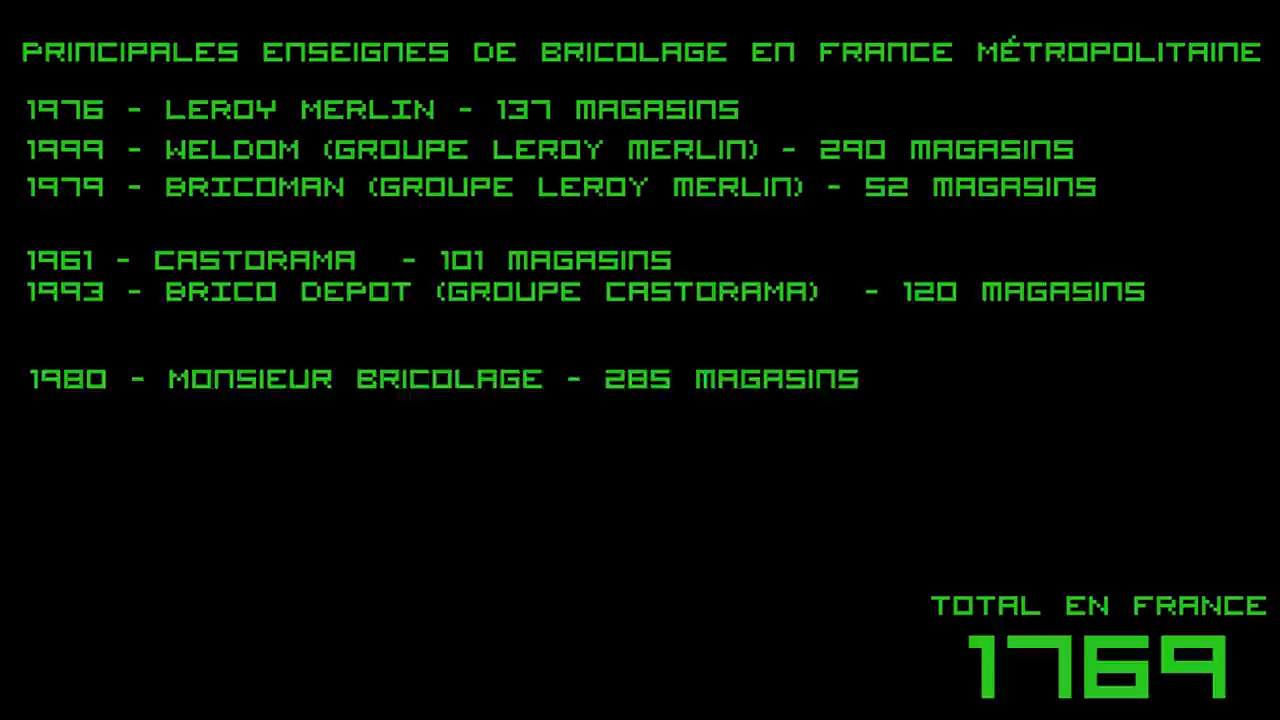 PRINCIPALES ENSEIGNES DE BRICOLAGE EN FRANCE MÉTROPOLITAINE
1976 - LEROY MERLIN - 137 MAGASINS
1999 - WELDOM (GROUPE LEROY MERLIN) - 290 MAGASINS
1979 - BRICOMAN (GROUPE LEROY MERLIN) - 52 MAGASINS
1961 - CASTORAMA - 101 MAGASINS
1993 - BRICO DEPOT (GROUPE CASTORAMA) - 120 MAGASINS
1980 - MONSIEUR BRICOLAGE - 285 MAGASINS
TOTAL EN FRANCE
1769